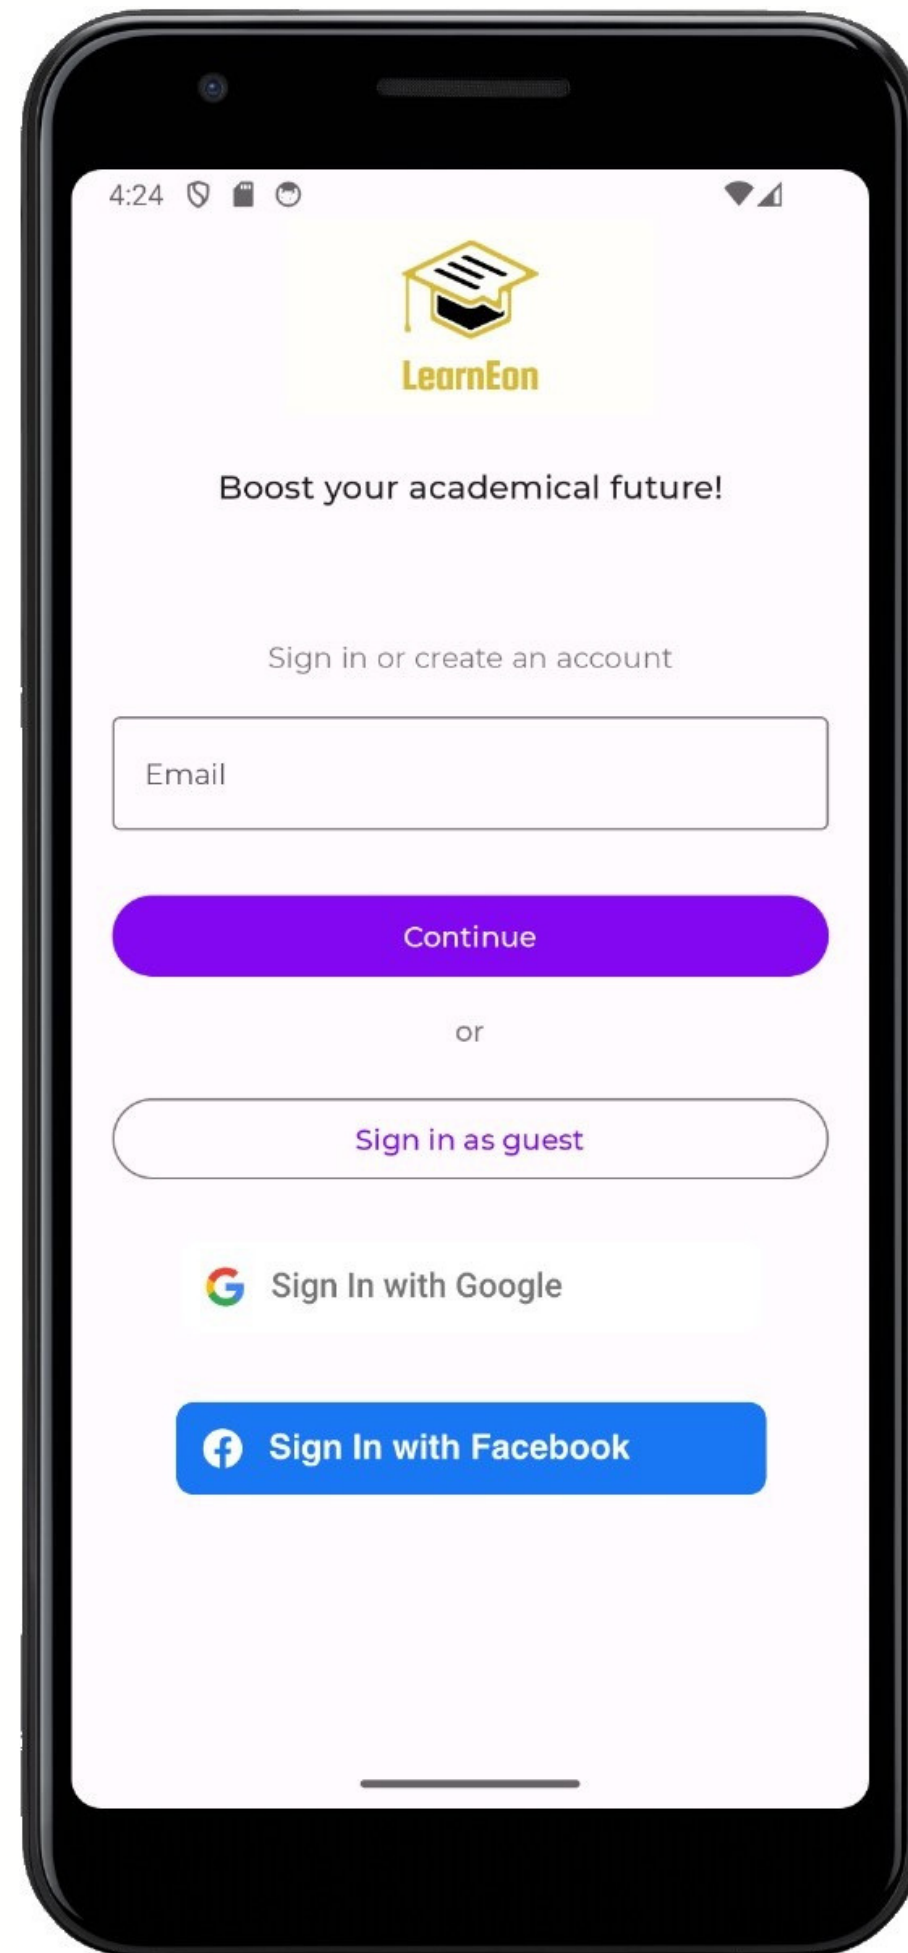 4:24
LearnEon
Boost your academical future!
Sign in or create an account
Email
Continue
or
Sign in as guest
Sign In with Google
Sign In with Facebook